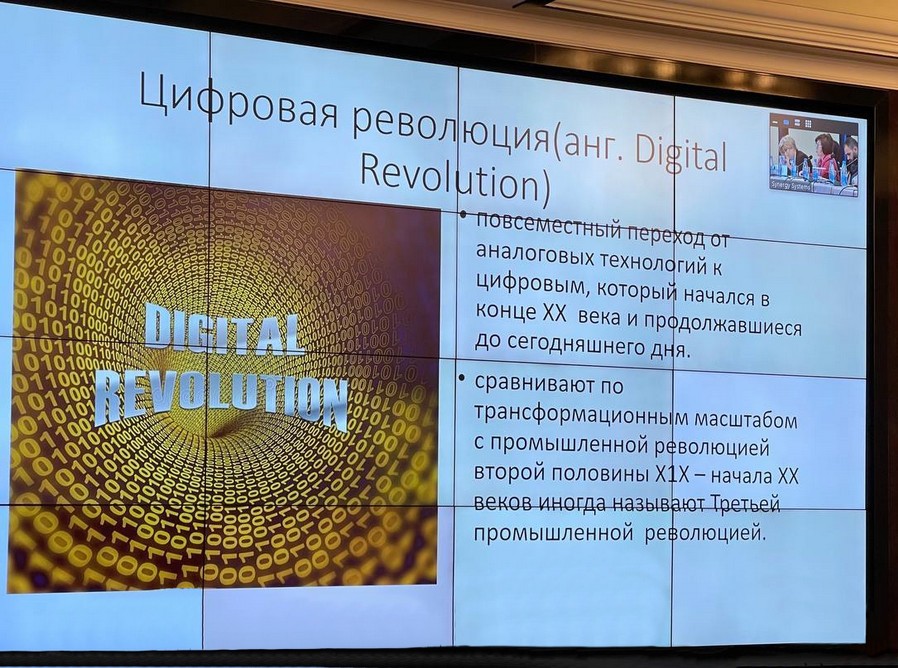 Цифровая революция(анг. Digital
Revolution)
Synergy Systems
DIGITAL
REVOLUTION
• повсеместный переход от
аналоговых технологий к
цифровым, который начался в
конце XX века и продолжавшиеся
до сегодняшнего дня.
• сравнивают по
трансформационным масштабом
с промышленной революцией
второй половины X1X – начала XX
веков иногда называют Третьей
промышленной революцией.